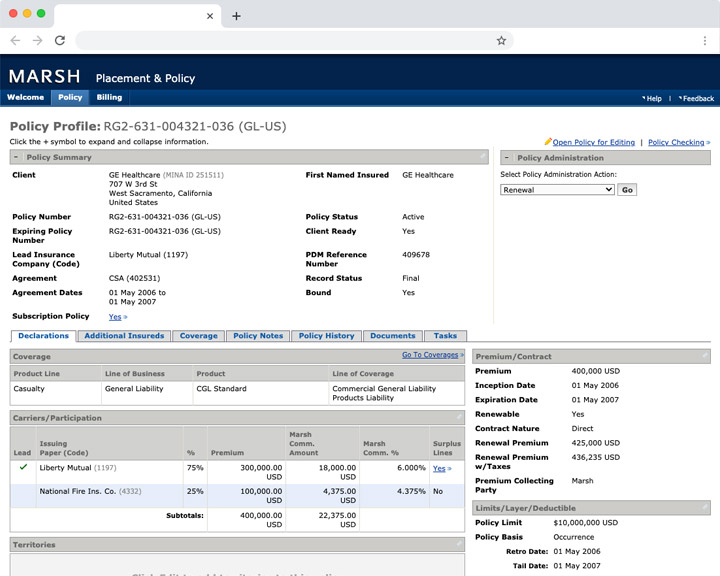 MARSH Placement & Policy
Welcome Policy Billing Help | Feedback
Policy Profile: RG2-631-004321-036 (GL-US)
Click the + symbol to expand and collapse information.
Open Policy for Editing | Policy Checking »
- Policy Summary
Client GE Healthcare (MINA ID 251511)
707 W 3rd St
West Sacramento, California
United States
First Named Insured GE Healthcare
Policy Number RG2-631-004321-036 (GL-US)
Policy Status Active
Expiring Policy Number RG2-631-004321-036 (GL-US)
Client Ready Yes
Lead Insurance Company (Code) Liberty Mutual (1197)
PDM Reference Number 409678
Agreement CSA (402531)
Record Status Final
Agreement Dates 01 May 2006 to
01 May 2007
Bound Yes
Subscription Policy Yes »
- Policy Administration
Select Policy Administration Action:
Renewal Go
Declarations Additional Insureds Coverage Policy Notes Policy History Documents Tasks
Coverage Go To Coverages »
Product Line Line of Business Product Line of Coverage
Casualty General Liability CGL Standard Commercial General Liability
Products Liability
Carriers/Participation
Lead Issuing Paper (Code) % Premium Marsh Comm. Amount Marsh Comm. % Surplus Lines
Liberty Mutual (1197) 75% 300,000.00 USD 18,000.00 USD 6.000% Yes »
National Fire Ins. Co. (4332) 25% 100,000.00 USD 4,375.00 USD 4.375% No
Subtotals: 400,000.00 USD 22,375.00 USD
Territories
Premium/Contract
Premium 400,000 USD
Inception Date 01 May 2006
Expiration Date 01 May 2007
Renewable Yes
Contract Nature Direct
Renewal Premium 425,000 USD
Renewal Premium w/Taxes 436,235 USD
Premium Collecting Party Marsh
Limits/Layer/Deductible
Policy Limit $10,000,000 USD
Policy Basis Occurrence
Retro Date: 01 May 2006
Tail Date: 01 May 2007